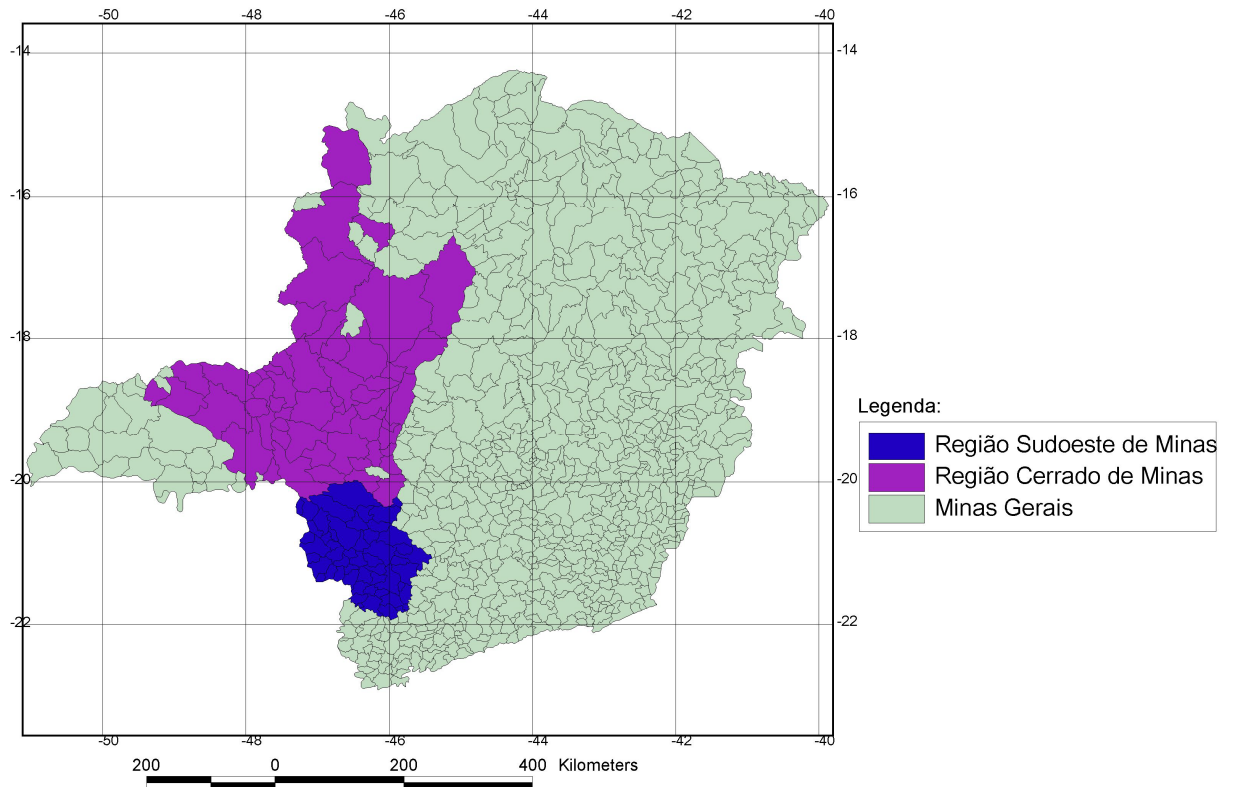 -50 -48 -46 -44 -42 -40
-14 -14
-16 -16
-18 -18
-20 -20
-22 -22
-50 -48 -46 -44 -42 -40
Legenda:
Região Sudoeste de Minas
Região Cerrado de Minas
Minas Gerais
200 0 200 400 Kilometers